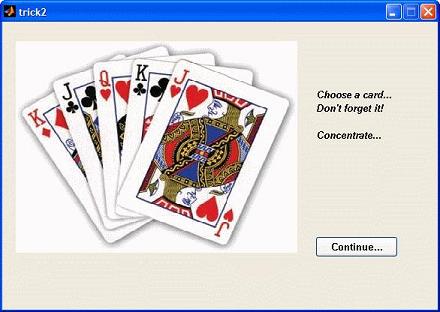 trick2
K
J
Q
K
J
Choose a card...
Don't forget it!
Concentrate...
J
Continue...